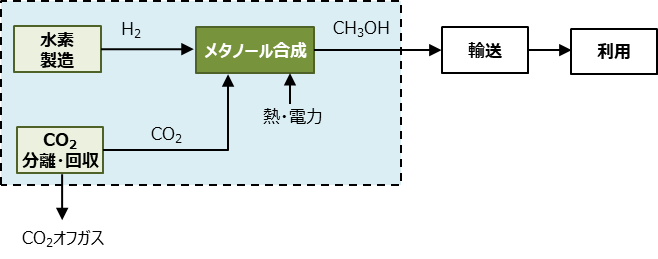 水素
製造
H₂
メタノール合成
CH₃OH
輸送
利用
熱・電力
CO₂
CO₂
分離・回収
CO₂オフガス